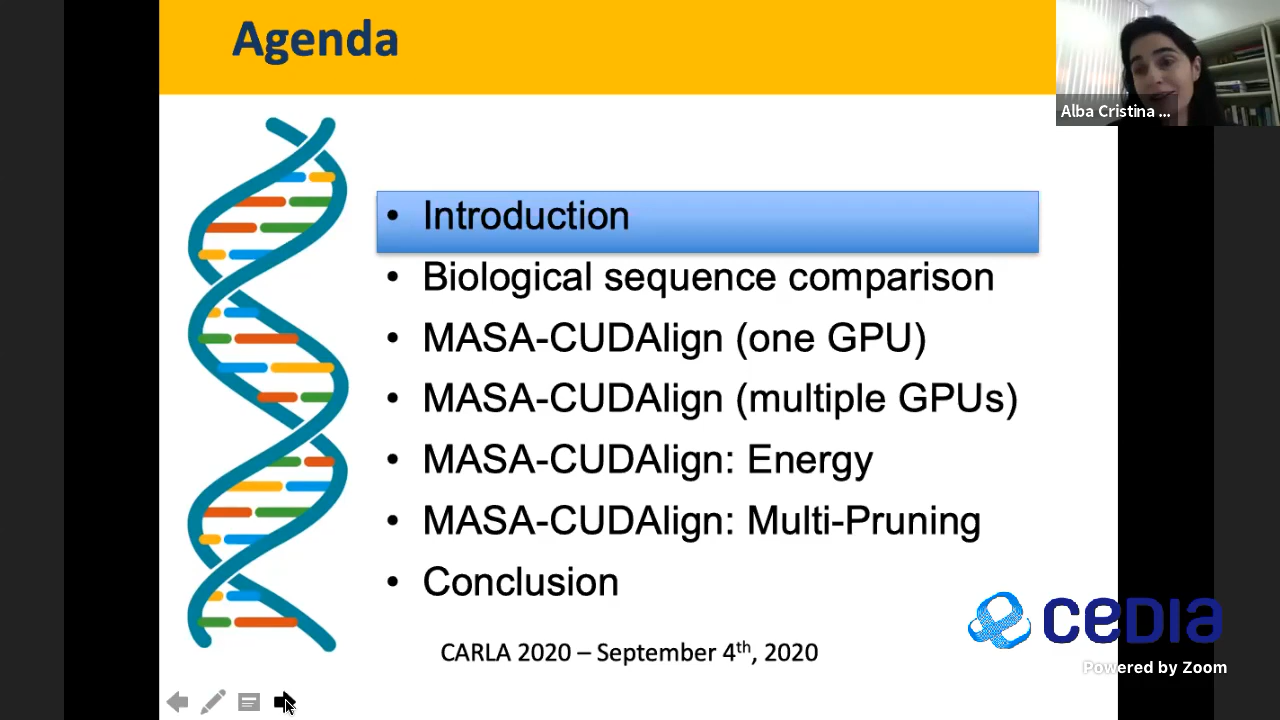 Agenda
Alba Cristina ...
• Introduction
• Biological sequence comparison
• MASA-CUDAlign (one GPU)
• MASA-CUDAlign (multiple GPUs)
• MASA-CUDAlign: Energy
• MASA-CUDAlign: Multi-Pruning
• Conclusion
cedia
CARLA 2020 – September 4th, 2020
Powered by Zoom